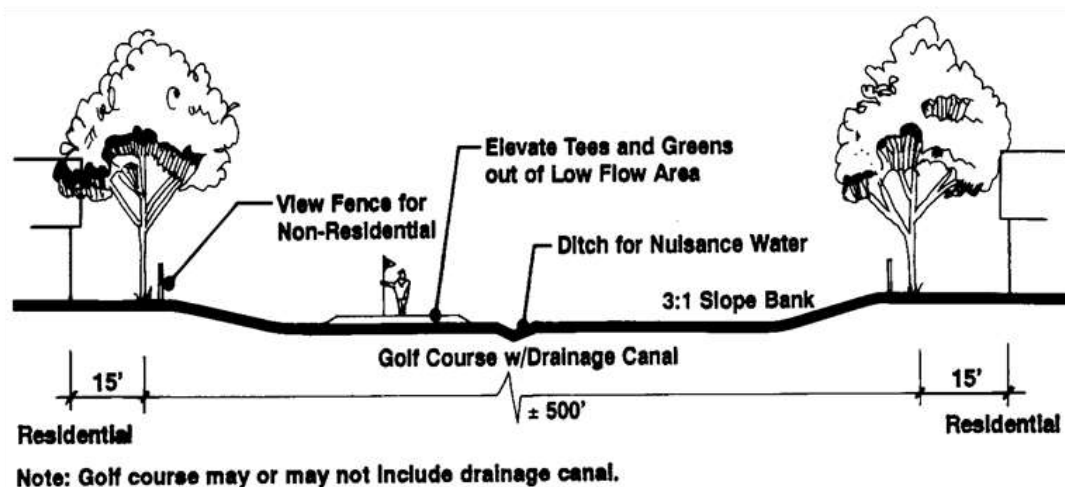 Elevate Tees and Greens
out of Low Flow Area
View Fence for
Non-Residential
Ditch for Nuisance Water
3:1 Slope Bank
Golf Course w/Drainage Canal
15'
± 500'
15'
Residential
Residential
Note: Golf course may or may not include drainage canal.